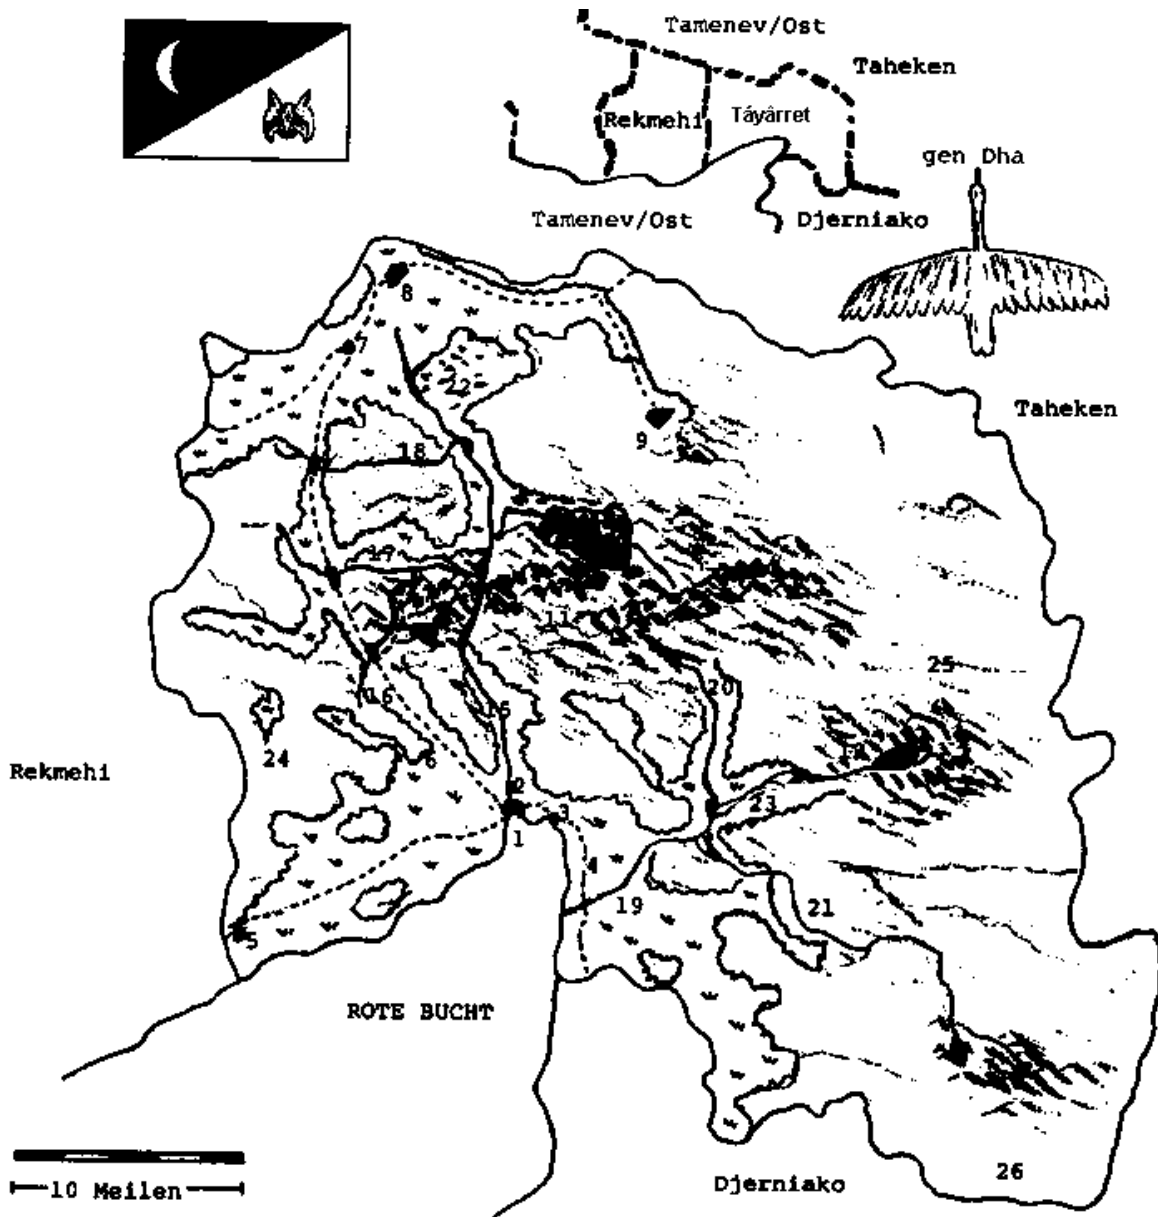 Tamenev/Ost
Taheken
Rekmehi
Táyârret
gen Dha
Tamenev/Ost
Djerniako
8
7
22
Taheken
9
18
17
11
25
20
16
15
24
6
Rekmehi
2
23
1
3
4
19
21
5
ROTE BUCHT
26
10 Meilen
Djerniako